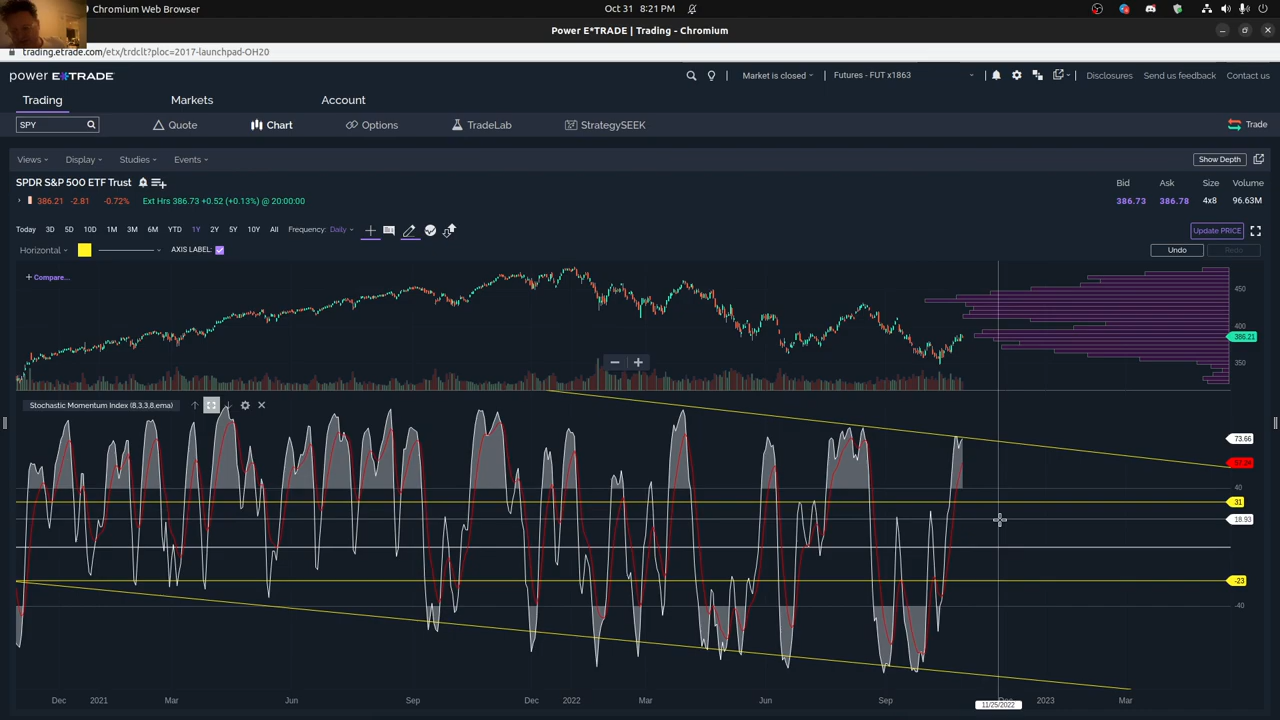 Chromium Web Browser
Oct 31 8:21 PM
Power E*TRADE | Trading - Chromium
trading.etrade.com/etx/trdclt?ploc=2017-launchpad-OH20
power E*TRADE
Market is closed
Futures - FUT x1863
Disclosures
Send us feedback
Contact us
Trading
Markets
Account
SPY
Quote
Chart
Options
TradeLab
StrategySEEK
Trade
Views
Display
Studies
Events
Show Depth
SPDR S&P 500 ETF Trust
Bid
Ask
Size
Volume
386.21 -2.81 -0.72% Ext Hrs 386.73 +0.52 (+0.13%) @ 20:00:00
386.73
386.78
4x8
96.63M
Today 3D 5D 10D 1M 3M 6M YTD 1Y 2Y 5Y 10Y All Frequency: Daily
Update PRICE
Horizontal
AXIS LABEL:
Undo
Redo
+ Compare...
450
400
386.21
350
Stochastic Momentum Index (8,3,3,8,ema)
73.66
57.24
40
31
18.93
-23
-40
Dec 2021 Mar Jun Sep Dec 2022 Mar Jun Sep Dec 2023 Mar
11/25/2022